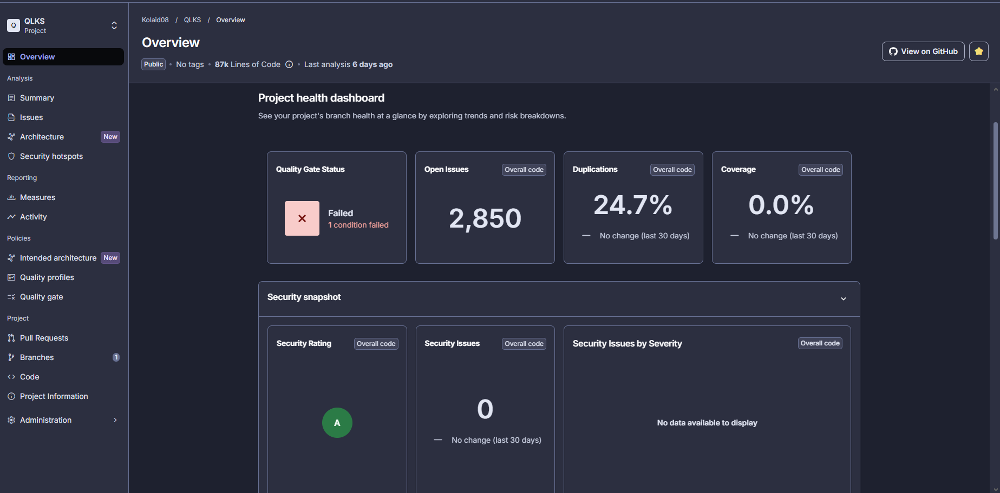 Q
QLKS
Project
Overview
Analysis
Summary
Issues
Architecture New
Security hotspots
Reporting
Measures
Activity
Policies
Intended architecture New
Quality profiles
Quality gate
Project
Pull Requests
Branches 1
Code
Project Information
Administration
Kolaid08 / QLKS / Overview
Overview
Public • No tags • 87k Lines of Code • Last analysis 6 days ago
View on GitHub
Project health dashboard
See your project's branch health at a glance by exploring trends and risk breakdowns.
Quality Gate Status
Failed
1 condition failed
Open Issues Overall code
2,850
Duplications Overall code
24.7%
— No change (last 30 days)
Coverage Overall code
0.0%
— No change (last 30 days)
Security snapshot
Security Rating Overall code
A
Security Issues Overall code
0
— No change (last 30 days)
Security Issues by Severity Overall code
No data available to display